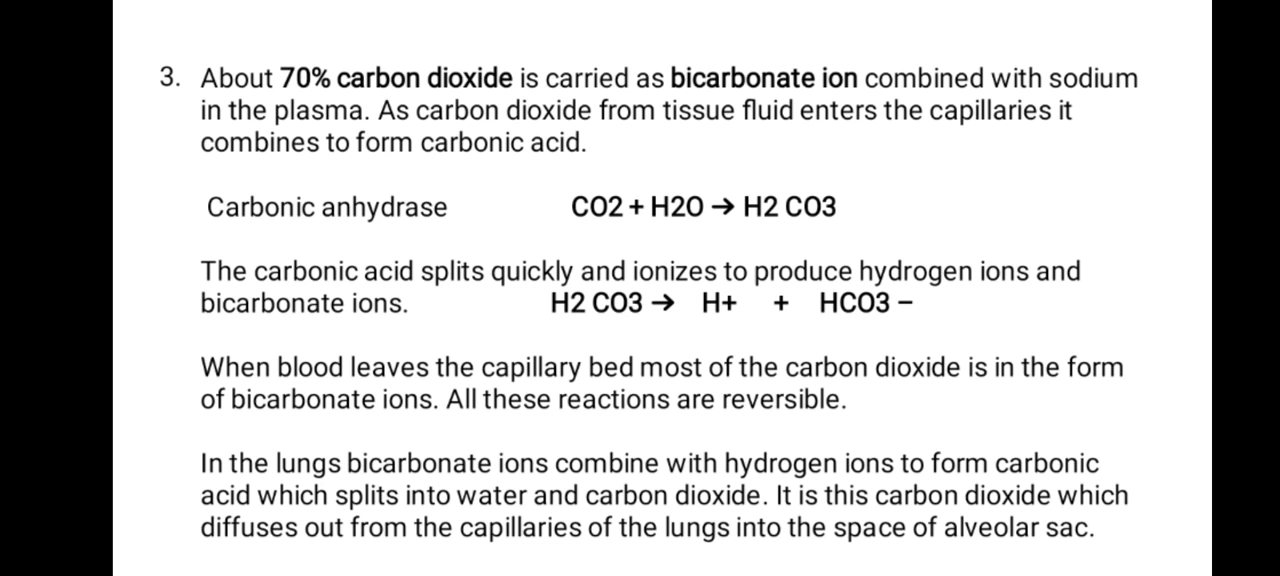 3. About 70% carbon dioxide is carried as bicarbonate ion combined with sodium
in the plasma. As carbon dioxide from tissue fluid enters the capillaries it
combines to form carbonic acid.
Carbonic anhydrase CO2 + H2O → H2 CO3
The carbonic acid splits quickly and ionizes to produce hydrogen ions and
bicarbonate ions. H2 CO3 → H+ + HCO3 −
When blood leaves the capillary bed most of the carbon dioxide is in the form
of bicarbonate ions. All these reactions are reversible.
In the lungs bicarbonate ions combine with hydrogen ions to form carbonic
acid which splits into water and carbon dioxide. It is this carbon dioxide which
diffuses out from the capillaries of the lungs into the space of alveolar sac.